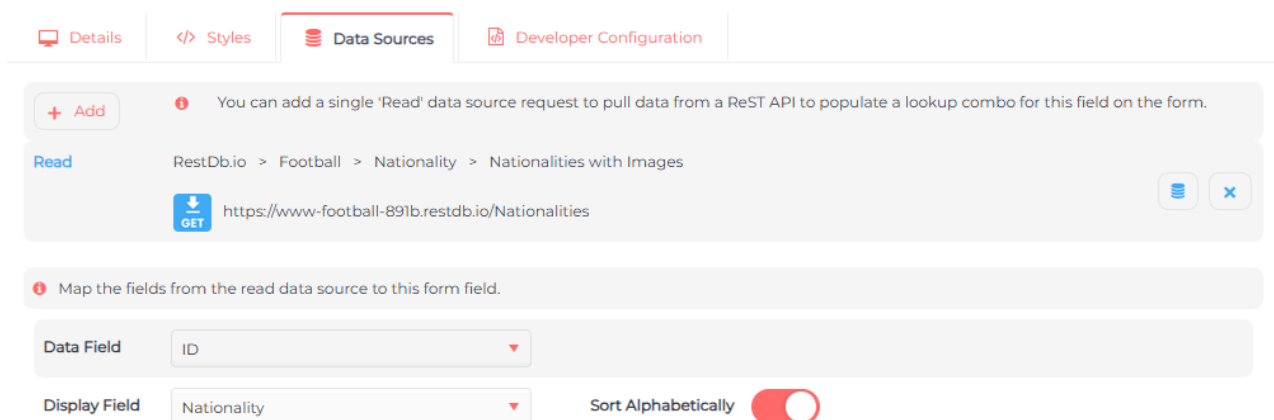 Details </> Styles Data Sources Developer Configuration
+ Add You can add a single 'Read' data source request to pull data from a ReST API to populate a lookup combo for this field on the form.
Read RestDb.io > Football > Nationality > Nationalities with Images
GET https://www-football-891b.restdb.io/Nationalities
Map the fields from the read data source to this form field.
Data Field ID
Display Field Nationality Sort Alphabetically